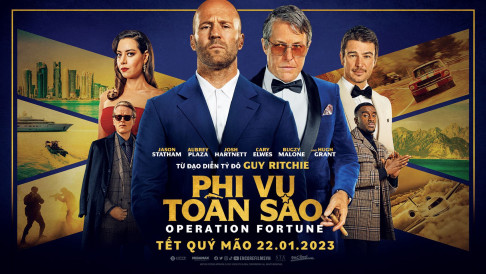 JASON STATHAM AUBREY PLAZA JOSH HARTNETT CARY ELWES BUGZY MALONE AND HUGH GRANT
TỪ ĐẠO DIỄN TỶ ĐÔ GUY RITCHIE
PHI VỤ
TOÀN SAO
OPERATION FORTUNE
TẾT QUÝ MÃO 22.01.2023